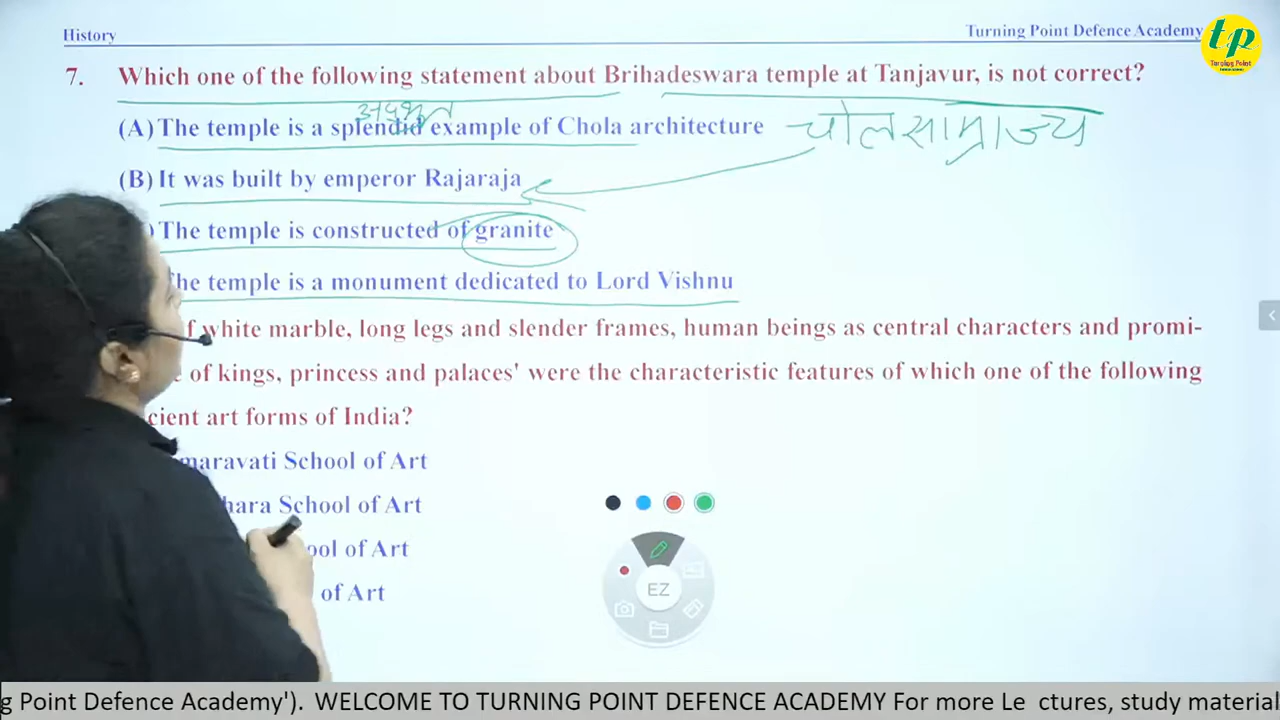 History
Turning Point Defence Academy
tp
Turning Point
7. Which one of the following statement about Brihadeswara temple at Tanjavur, is not correct?
अद्भुत
(A) The temple is a splendid example of Chola architecture
चोल साम्राज्य
(B) It was built by emperor Rajaraja
) The temple is constructed of granite
he temple is a monument dedicated to Lord Vishnu
f white marble, long legs and slender frames, human beings as central characters and promi-
of kings, princess and palaces' were the characteristic features of which one of the following
cient art forms of India?
maravati School of Art
hara School of Art
ool of Art
of Art
EZ
g Point Defence Academy'). WELCOME TO TURNING POINT DEFENCE ACADEMY For more Le ctures, study material